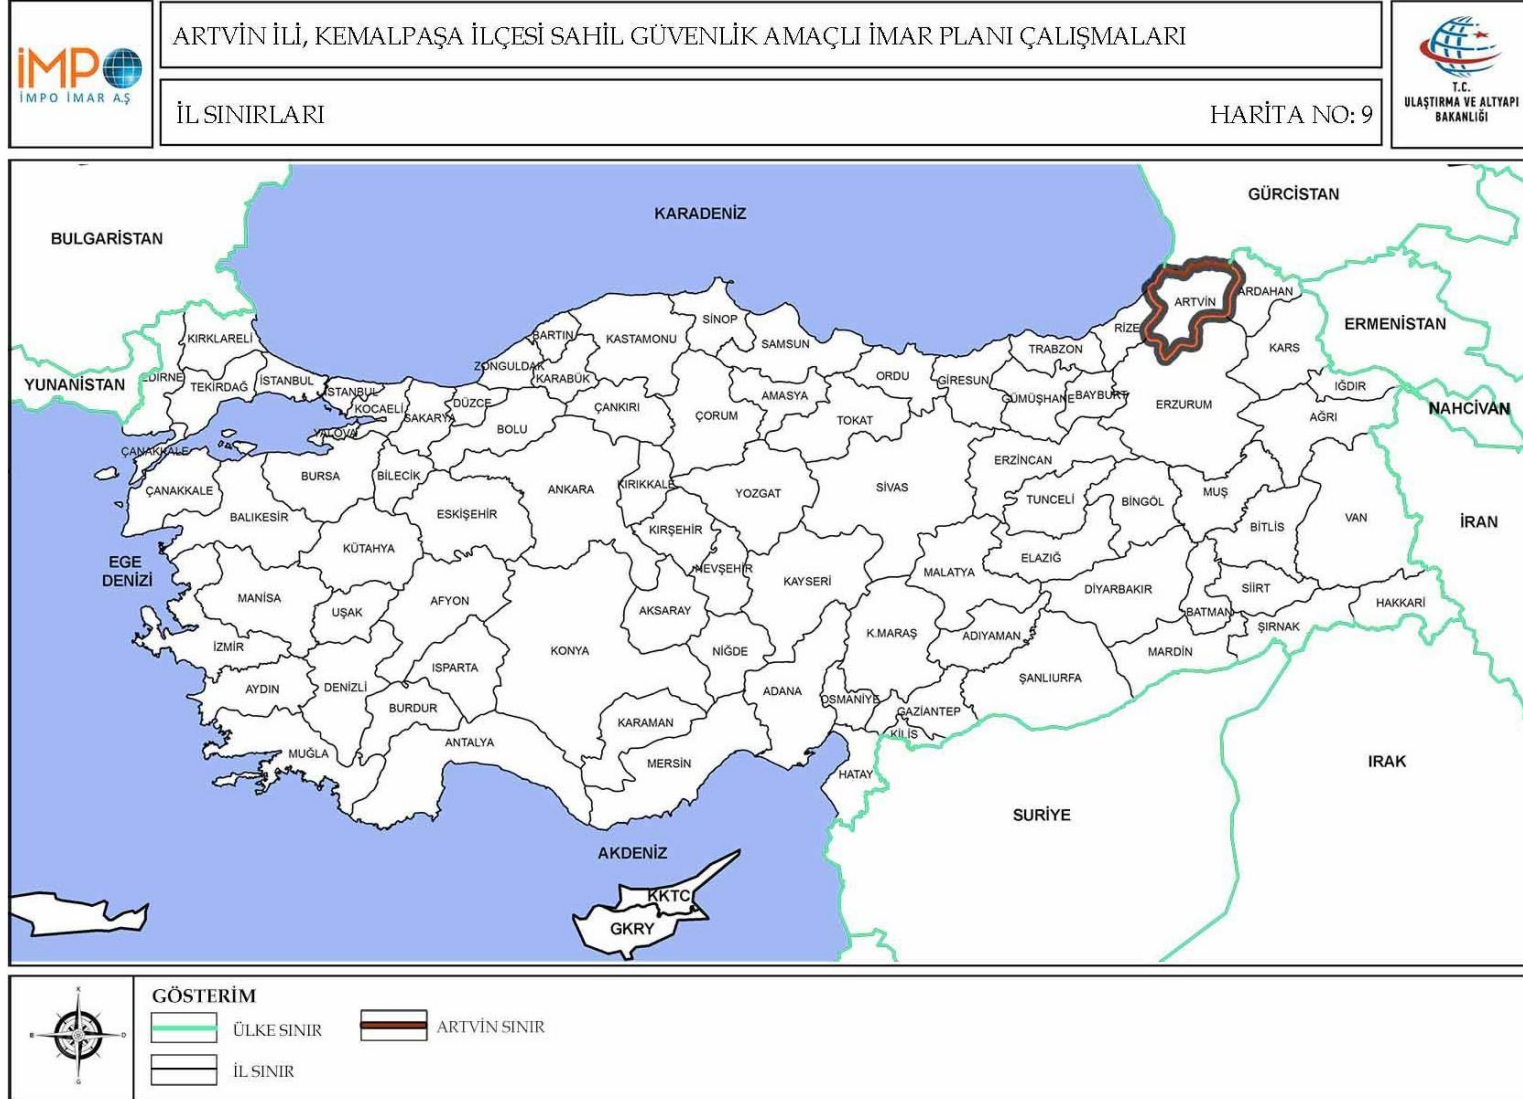 İMPO
İMPO İMAR A.Ş
ARTVİN İLİ, KEMALPAŞA İLÇESİ SAHİL GÜVENLİK AMAÇLI İMAR PLANI ÇALIŞMALARI
İL SINIRLARI
HARİTA NO: 9
T.C.
ULAŞTIRMA VE ALTYAPI
BAKANLIĞI
BULGARİSTAN
KARADENİZ
GÜRCİSTAN
YUNANİSTAN
ERMENİSTAN
NAHCİVAN
İRAN
IRAK
SURİYE
EGE
DENİZİ
AKDENİZ
KKTC
GKRY
KIRKLARELİ
EDİRNE
TEKİRDAĞ
İSTANBUL
İSTANBUL
KOCAELİ
YALOVA
SAKARYA
DÜZCE
ZONGULDAK
BARTIN
KARABÜK
KASTAMONU
SİNOP
SAMSUN
ORDU
GİRESUN
TRABZON
RİZE
ARTVİN
ARDAHAN
KARS
IĞDIR
AĞRI
ERZURUM
BAYBURT
GÜMÜŞHANE
TOKAT
AMASYA
ÇORUM
ÇANKIRI
BOLU
ÇANAKKALE
ÇANAKKALE
BURSA
BİLECİK
BALIKESİR
ESKİŞEHİR
ANKARA
KIRIKKALE
YOZGAT
SİVAS
ERZİNCAN
TUNCELİ
BİNGÖL
MUŞ
BİTLİS
VAN
KÜTAHYA
KIRŞEHİR
NEVŞEHİR
KAYSERİ
MALATYA
ELAZIĞ
DİYARBAKIR
BATMAN
SİİRT
ŞIRNAK
HAKKARİ
MANİSA
UŞAK
AFYON
AKSARAY
İZMİR
KONYA
NİĞDE
K.MARAŞ
ADIYAMAN
MARDİN
AYDIN
DENİZLİ
ISPARTA
BURDUR
KARAMAN
ADANA
OSMANİYE
GAZİANTEP
ŞANLIURFA
KİLİS
MUĞLA
ANTALYA
MERSİN
HATAY
K
B
D
G
GÖSTERİM
ÜLKE SINIR
ARTVİN SINIR
İL SINIR